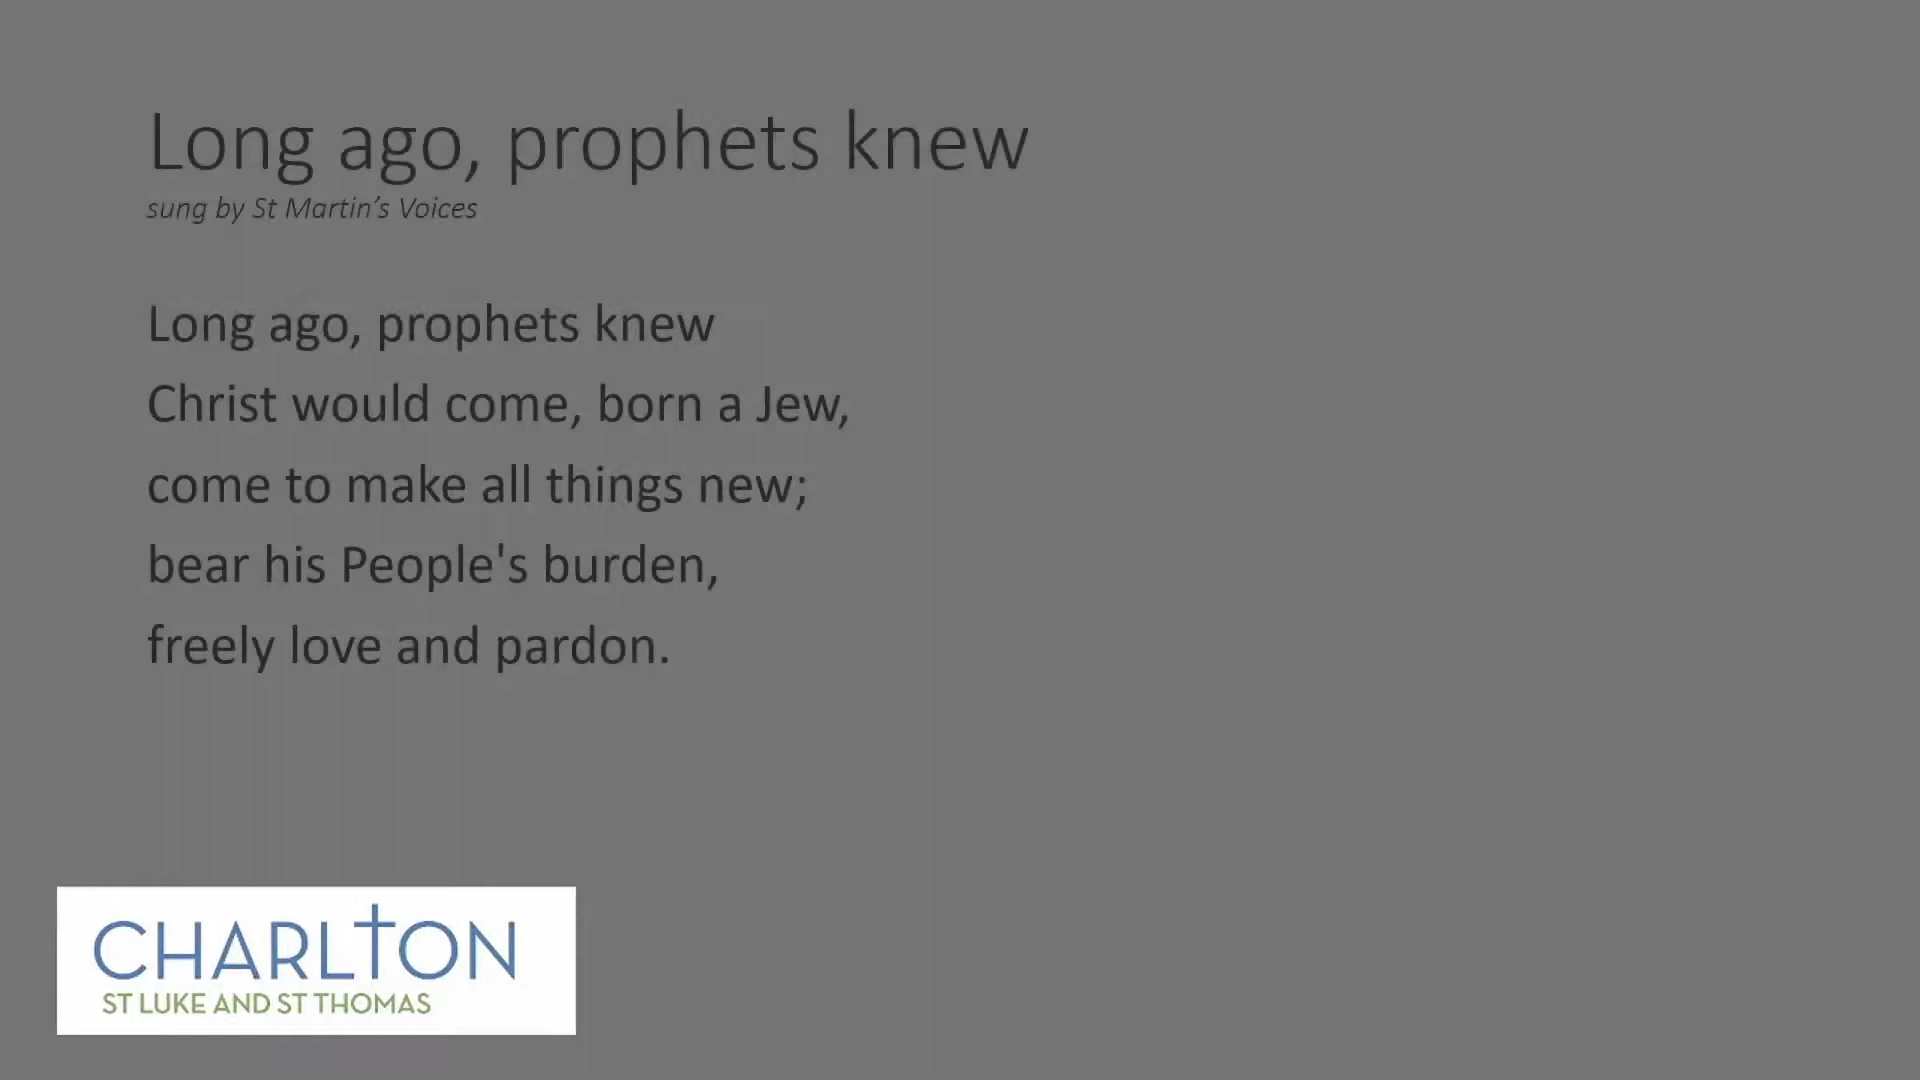 Long ago, prophets knew
sung by St Martin’s Voices
Long ago, prophets knew
Christ would come, born a Jew,
come to make all things new;
bear his People's burden,
freely love and pardon.
CHARLTON
ST LUKE AND ST THOMAS